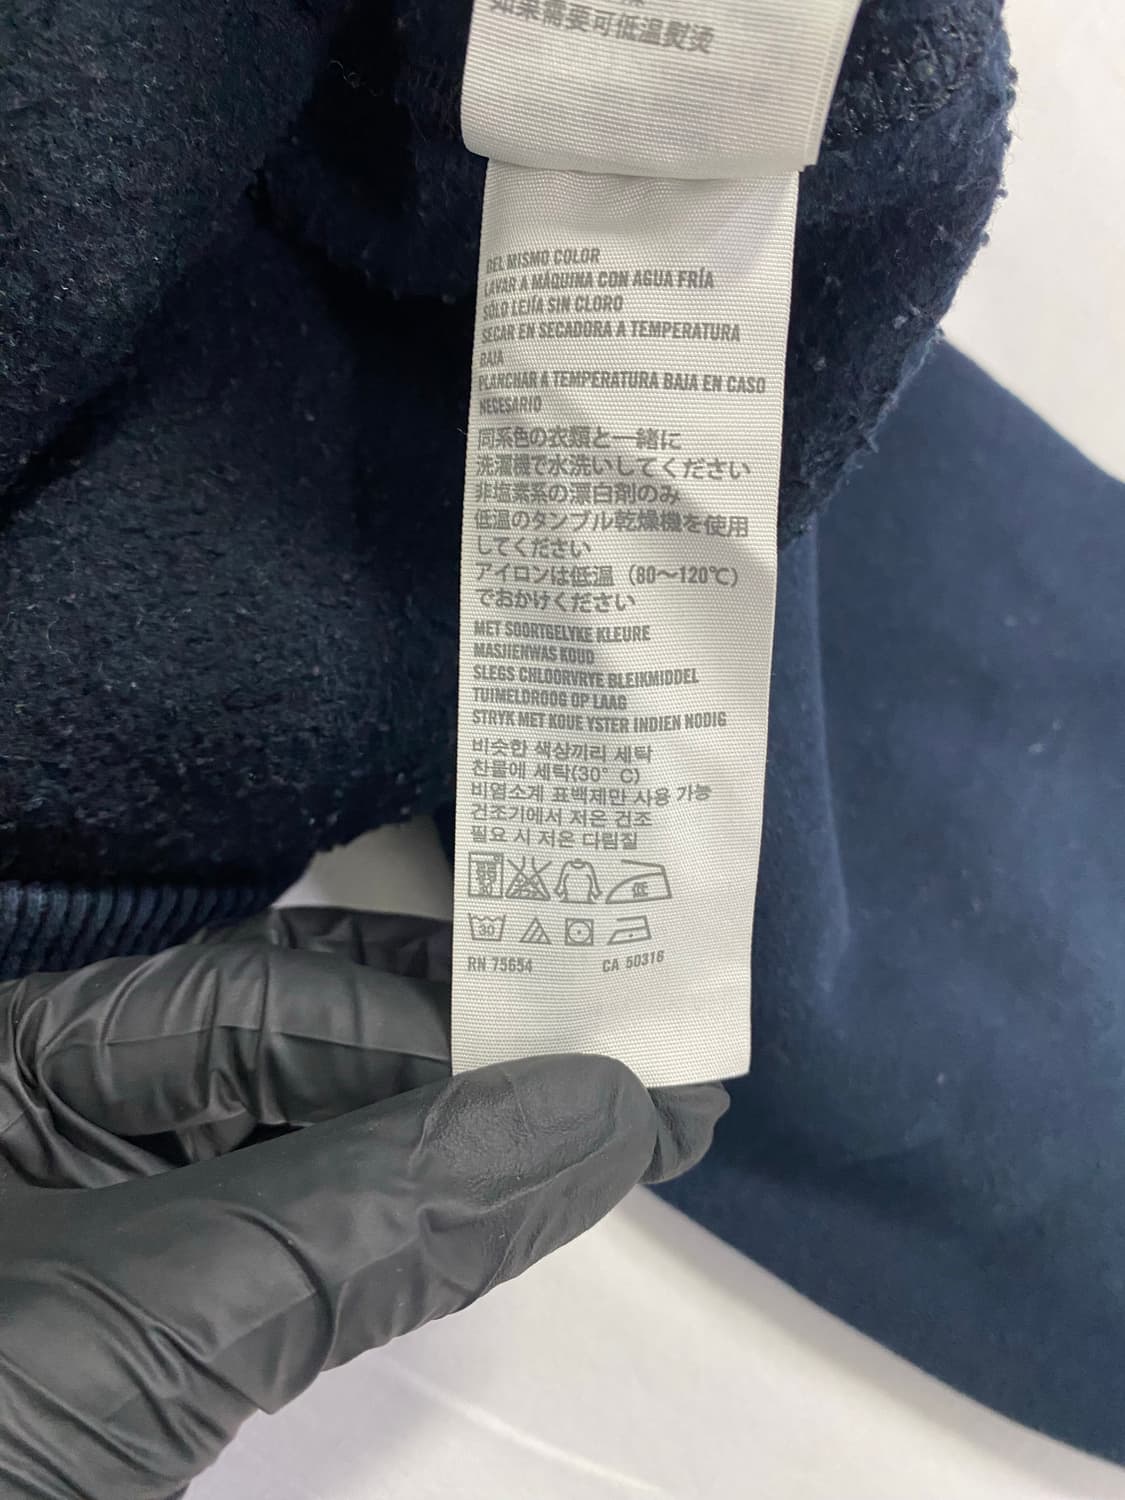 如果需要可低温熨烫
DEL MISMO COLOR
LAVAR A MÁQUINA CON AGUA FRÍA
SÓLO LEJÍA SIN CLORO
SECAR EN SECADORA A TEMPERATURA
BAJA
PLANCHAR A TEMPERATURA BAJA EN CASO
NECESARIO
同系色の衣類と一緒に
洗濯機で水洗いしてください
非塩素系の漂白剤のみ
低温のタンブル乾燥機を使用
してください
アイロンは低温（80～120℃）
でおかけください
MET SOORTGELYKE KLEURE
MASJIENWAS KOUD
SLEGS CHLOORVRYE BLEIKMIDDEL
TUIMELDROOG OP LAAG
STRYK MET KOUE YSTER INDIEN NODIG
비슷한 색상끼리 세탁
찬물에 세탁(30° C)
비염소계 표백제만 사용 가능
건조기에서 저온 건조
필요 시 저온 다림질
低
30
RN 75654 CA 50318